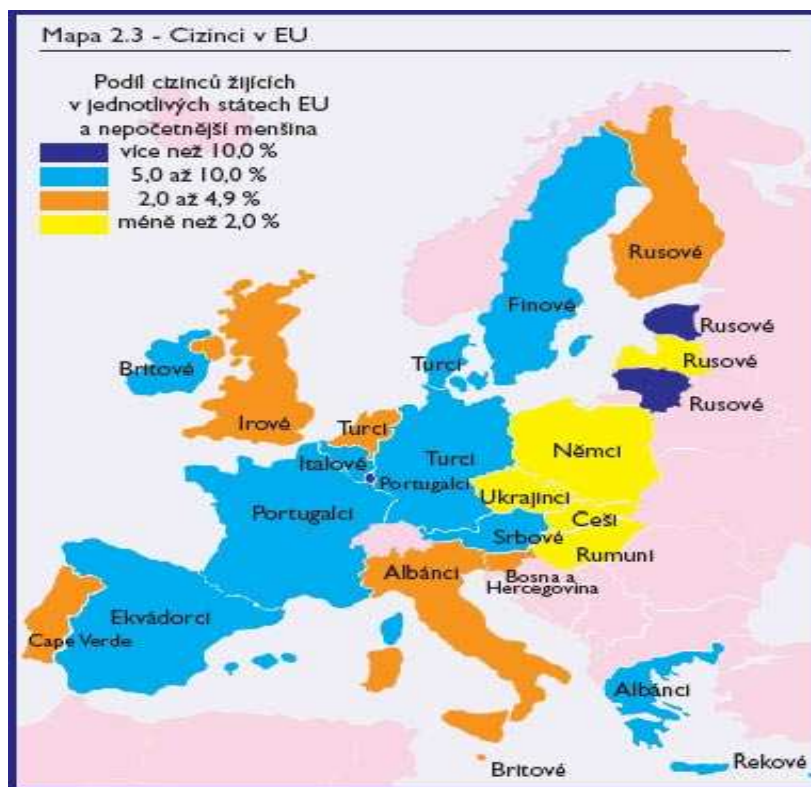 Mapa 2.3 - Cizinci v EU
Podíl cizinců žijících
v jednotlivých státech EU
a nepočetnější menšina
více než 10,0 %
5,0 až 10,0 %
2,0 až 4,9 %
méně než 2,0 %
Rusové
Finové
Rusové
Britové
Turci
Rusové
Rusové
Irové
Turci
Italové
Turci
Němci
Portugalci
Ukrajinci
Portugalci
Češi
Srbové
Rumuni
Albánci
Bosna a
Hercegovina
Ekvádorci
Cape Verde
Albánci
Britové
Řekové